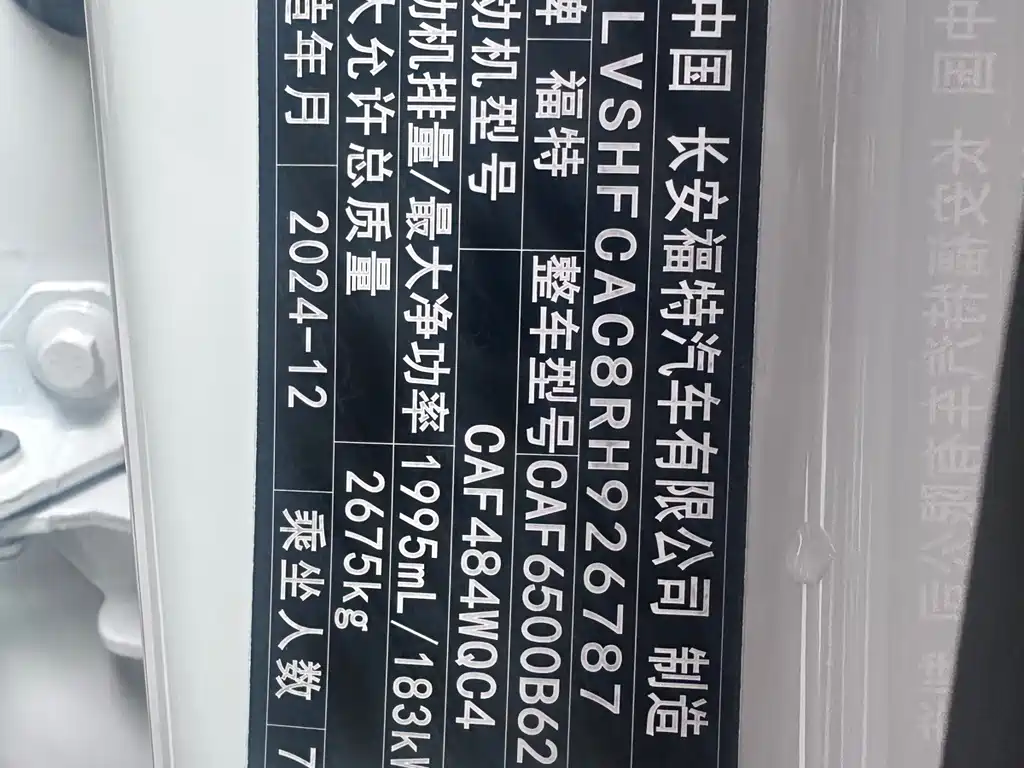 中国 长安福特汽车有限公司 制造
LVSHFCAC8RH926787
牌 福特 整车型号 CAF6500B62
动机型号 CAF484WQC4
动机排量/最大净功率 1995mL/183kW
大允许总质量 2675kg
造年月 2024-12 乘坐人数 7